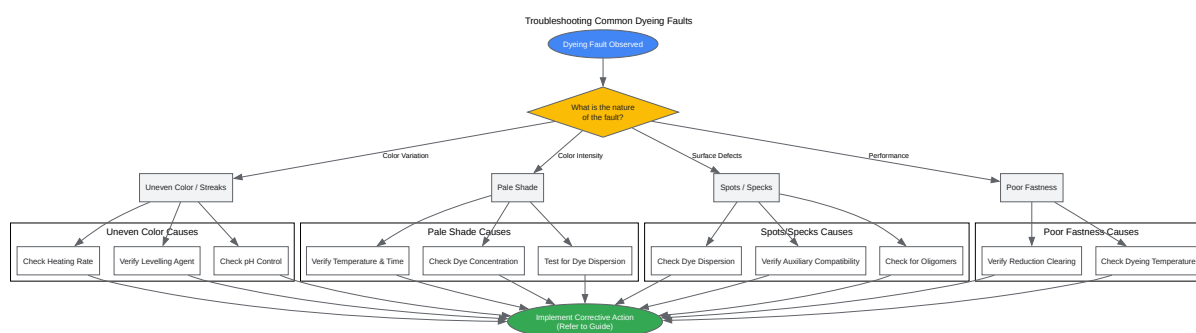 Troubleshooting Common Dyeing Faults
Dyeing Fault Observed
What is the nature
of the fault?
Color Variation
Color Intensity
Surface Defects
Performance
Uneven Color / Streaks
Pale Shade
Spots / Specks
Poor Fastness
Uneven Color Causes
Pale Shade Causes
Spots/Specks Causes
Poor Fastness Causes
Check Heating Rate
Verify Levelling Agent
Check pH Control
Verify Temperature & Time
Check Dye Concentration
Test for Dye Dispersion
Check Dye Dispersion
Verify Auxiliary Compatibility
Check for Oligomers
Verify Reduction Clearing
Check Dyeing Temperature
Implement Corrective Action
(Refer to Guide)